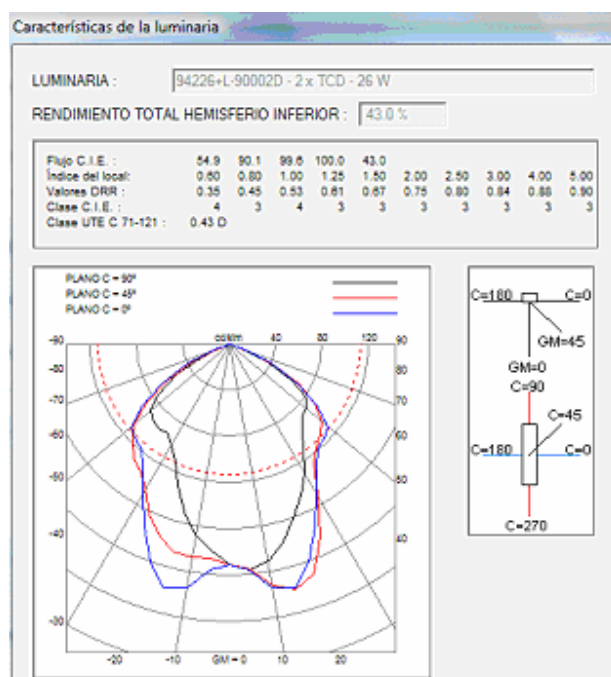 Características de la luminaria
LUMINARIA : 94226+L-90002D - 2 x TCD - 26 W
RENDIMIENTO TOTAL HEMISFERIO INFERIOR : 43.0 %
Flujo C.I.E. : 54.9 90.1 99.6 100.0 43.0
Índice del local: 0.60 0.80 1.00 1.25 1.50 2.00 2.50 3.00 4.00 5.00
Valores DRR : 0.35 0.45 0.53 0.61 0.67 0.75 0.80 0.84 0.88 0.90
Clase C.I.E. : 4 3 4 3 3 3 3 3 3 3
Clase UTE C 71-121 : 0.43 D
PLANO C = 90º
PLANO C = 45º
PLANO C = 0º
-90 cd/klm 40 80 120 90
-80 80
-70 70
-60 60
-50 50
-40 40
-30
-20 -10 GM = 0 10 20
C=180 C=0
GM=45
GM=0
C=90
C=45
C=180 C=0
C=270